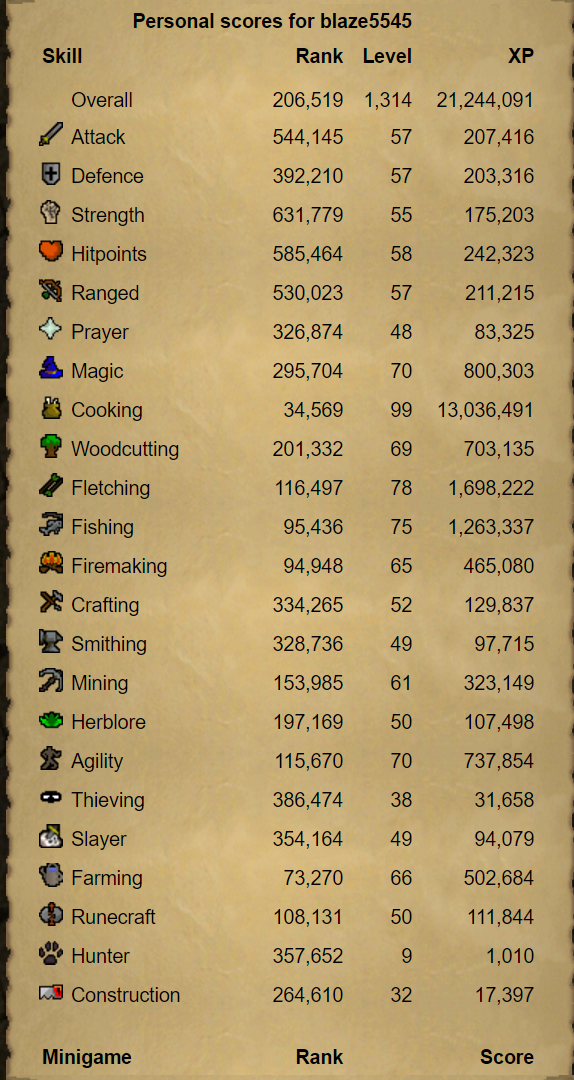 Personal scores for blaze5545
Skill Rank Level XP
Overall 206,519 1,314 21,244,091
Attack 544,145 57 207,416
Defence 392,210 57 203,316
Strength 631,779 55 175,203
Hitpoints 585,464 58 242,323
Ranged 530,023 57 211,215
Prayer 326,874 48 83,325
Magic 295,704 70 800,303
Cooking 34,569 99 13,036,491
Woodcutting 201,332 69 703,135
Fletching 116,497 78 1,698,222
Fishing 95,436 75 1,263,337
Firemaking 94,948 65 465,080
Crafting 334,265 52 129,837
Smithing 328,736 49 97,715
Mining 153,985 61 323,149
Herblore 197,169 50 107,498
Agility 115,670 70 737,854
Thieving 386,474 38 31,658
Slayer 354,164 49 94,079
Farming 73,270 66 502,684
Runecraft 108,131 50 111,844
Hunter 357,652 9 1,010
Construction 264,610 32 17,397
Minigame Rank Score